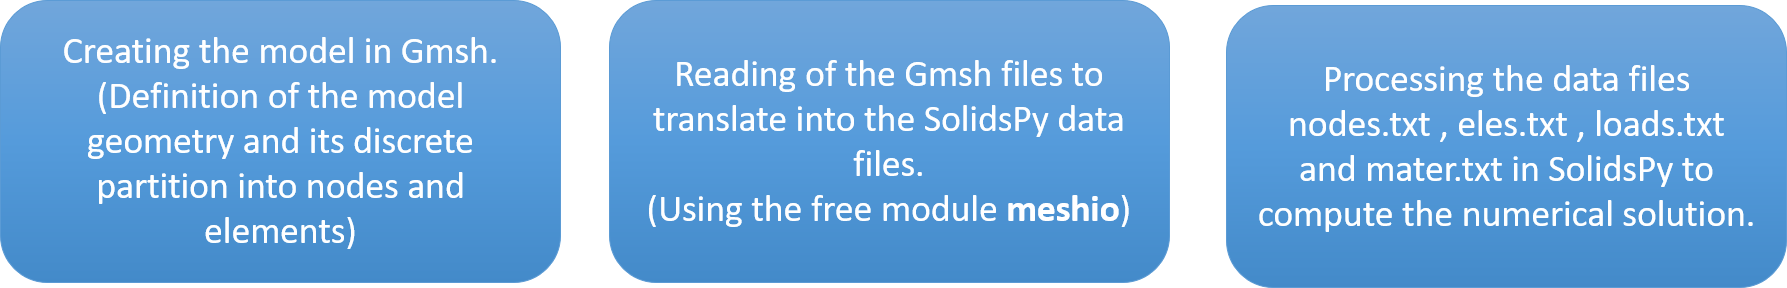 Creating the model in Gmsh.
(Definition of the model
geometry and its discrete
partition into nodes and
elements)
Reading of the Gmsh files to
translate into the SolidsPy data
files.
(Using the free module meshio)
Processing the data files
nodes.txt , eles.txt , loads.txt
and mater.txt in SolidsPy to
compute the numerical solution.